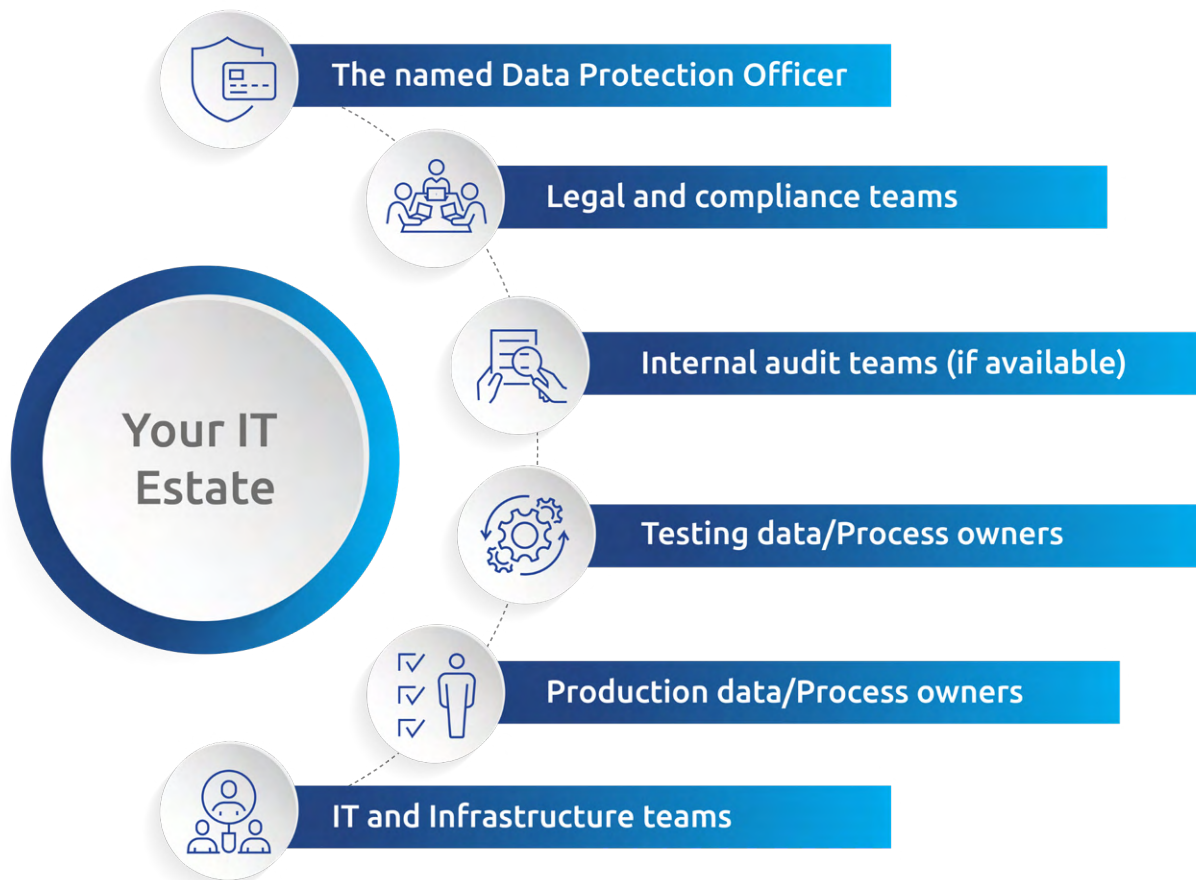 The named Data Protection Officer
Legal and compliance teams
Internal audit teams (if available)
Your IT
Estate
Testing data/Process owners
Production data/Process owners
IT and Infrastructure teams